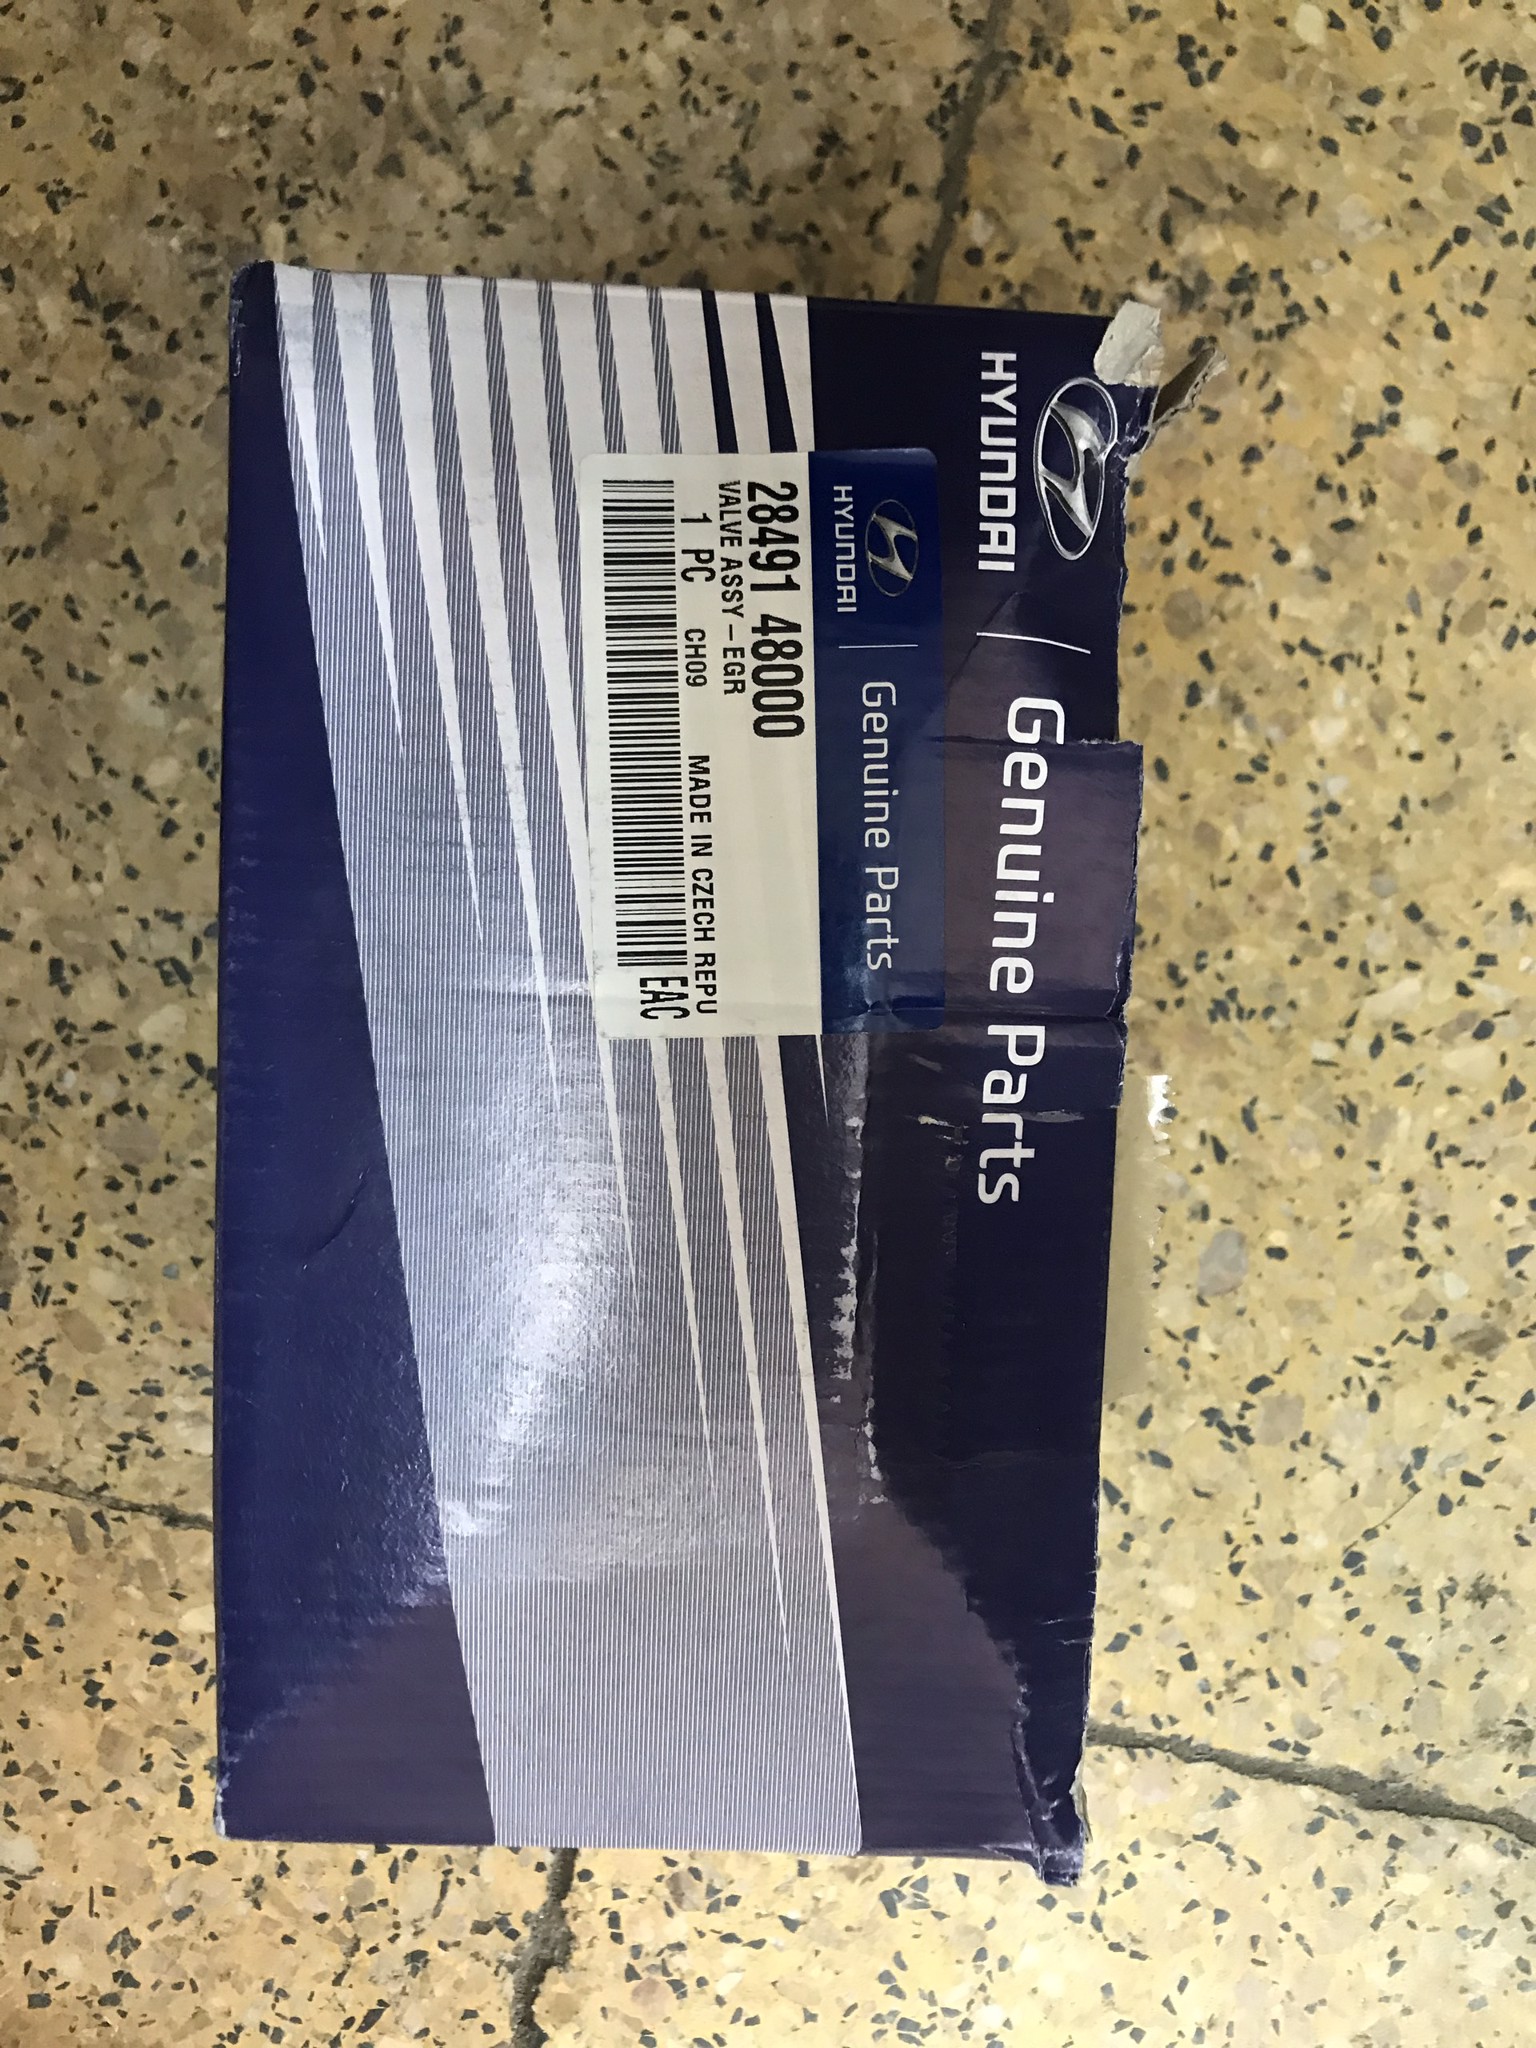 HYUNDAI | Genuine Parts
HYUNDAI | Genuine Parts
28491 48000
VALVE ASSY-EGR
1 PC CH09 MADE IN CZECH REPU
EAC